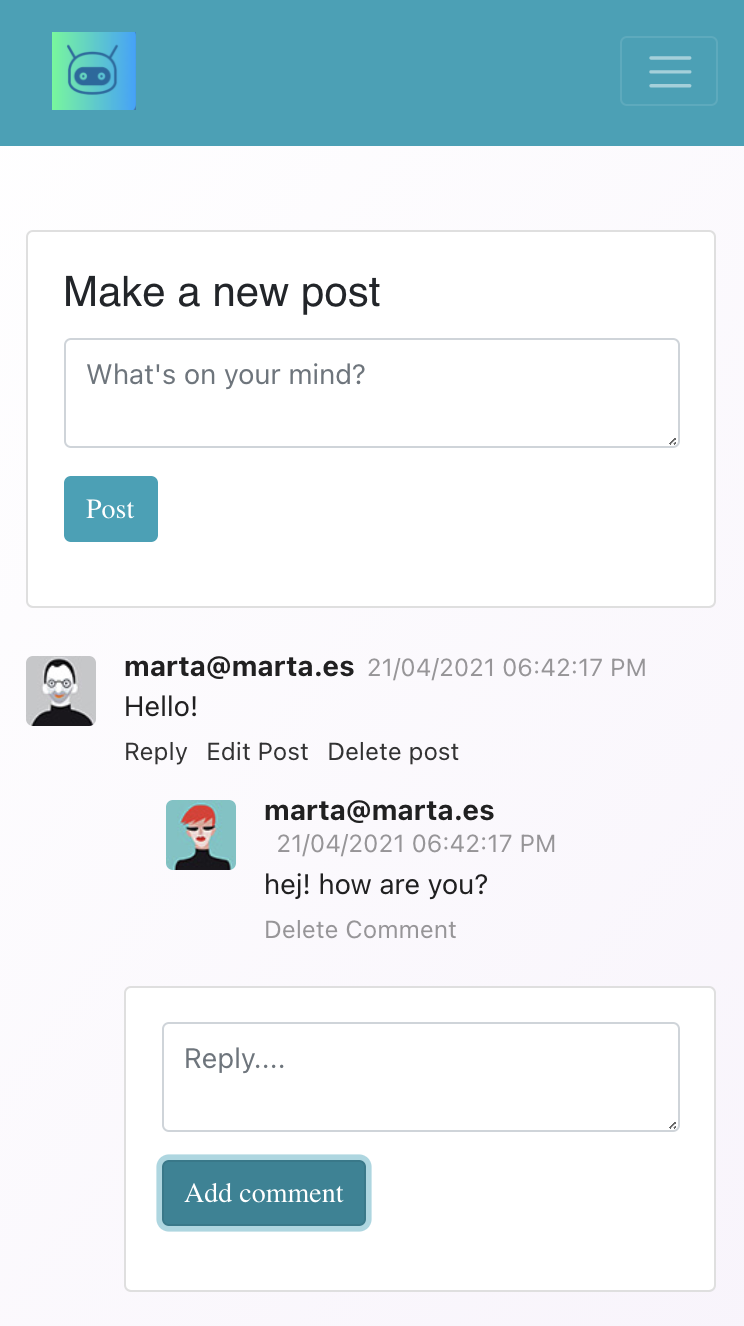 Make a new post
What's on your mind?
Post
marta@marta.es 21/04/2021 06:42:17 PM
Hello!
Reply Edit Post Delete post
marta@marta.es
21/04/2021 06:42:17 PM
hej! how are you?
Delete Comment
Reply....
Add comment